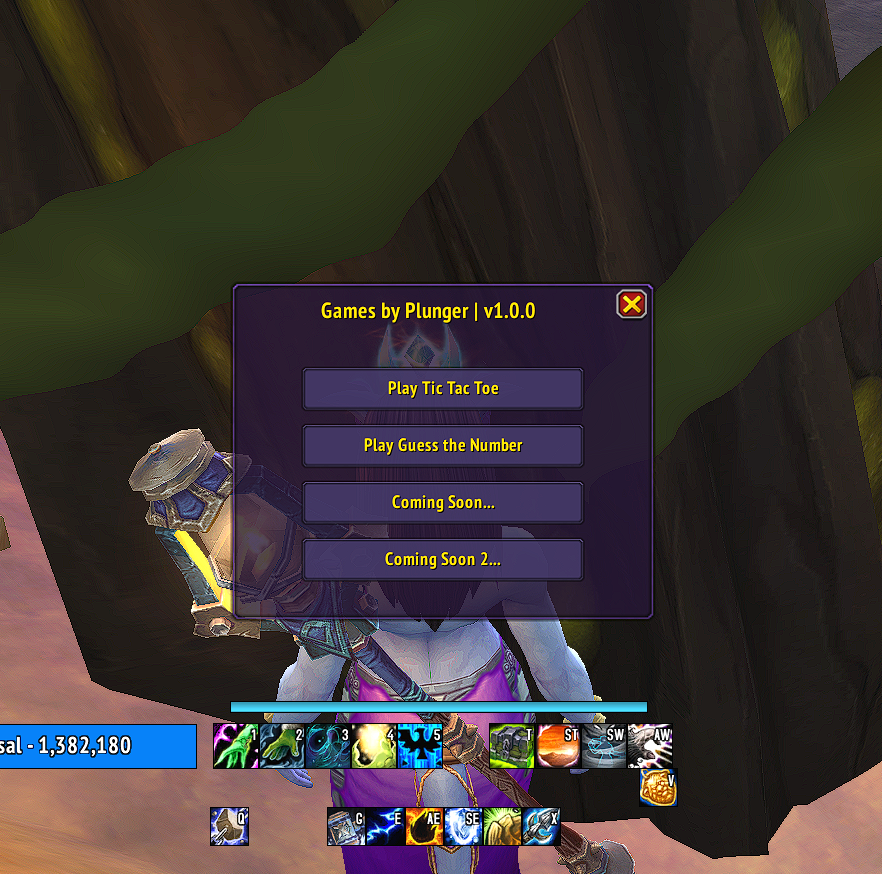 Games by Plunger | v1.0.0
Play Tic Tac Toe
Play Guess the Number
Coming Soon...
Coming Soon 2...
sal - 1,382,180
1 2 3 4 5 T ST SW AW
V
Q G E AE SE X